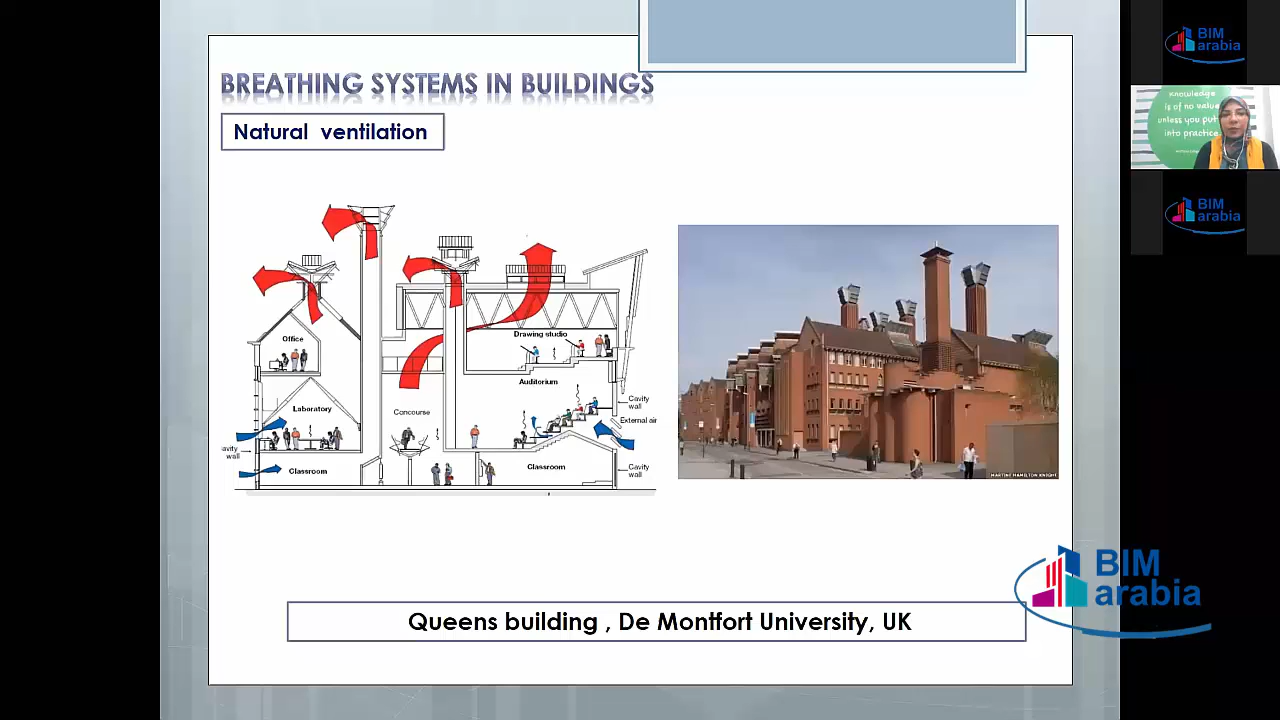 BREATHING SYSTEMS IN BUILDINGS
Natural ventilation
Office
Laboratory
Classroom
Concourse
Drawing studio
Auditorium
Cavity
wall
External air
Classroom
Cavity
wall
avity
wall
MARTINE HAMILTON KNIGHT
Queens building , De Montfort University, UK
BIM
arabia
BIM
arabia
knowledge
is of no value
unless you put
into practice
BIM
arabia